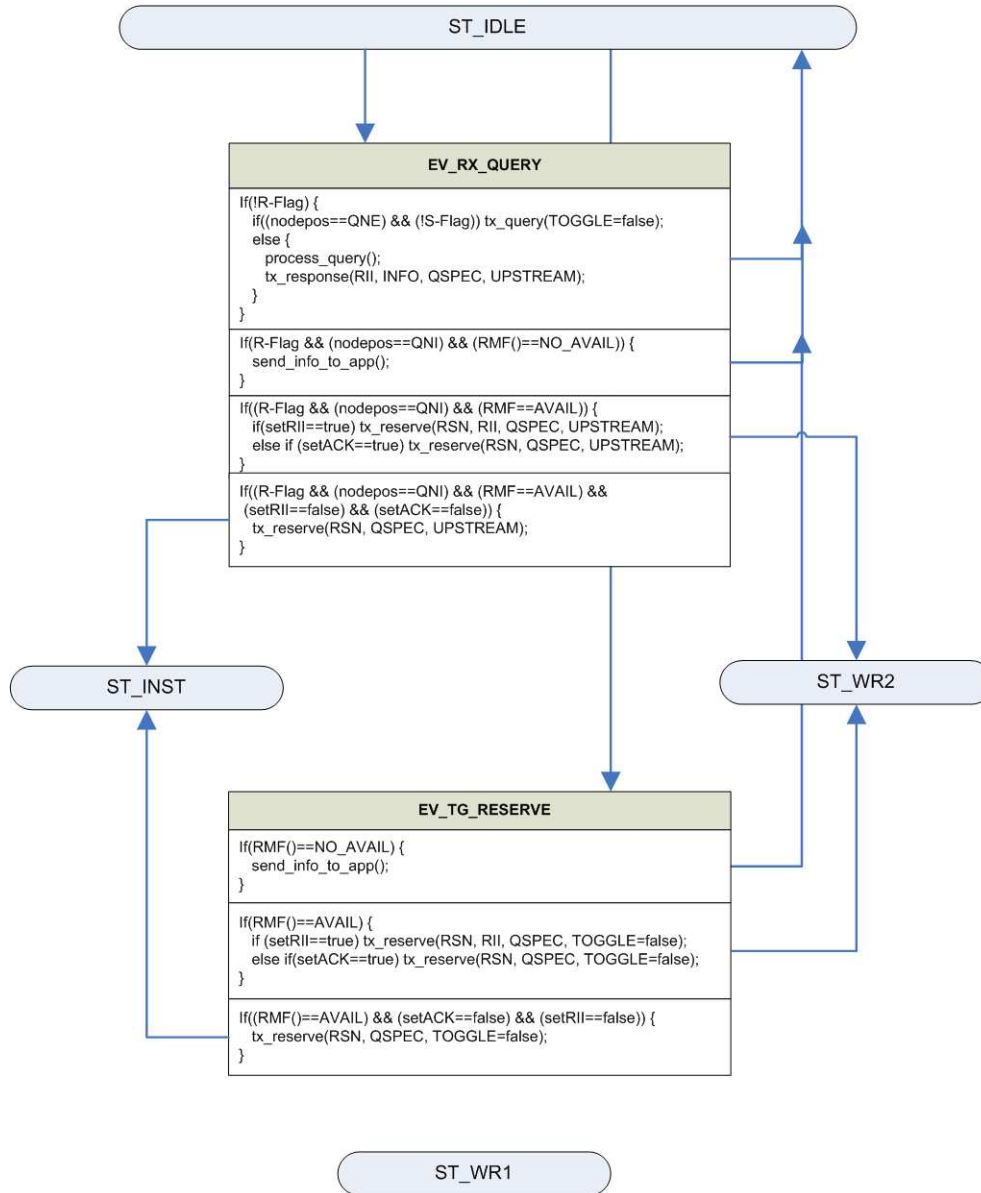 ST_IDLE
EV_RX_QUERY
If(!R-Flag) {
if((nodepos==QNE) && (!S-Flag)) tx_query(TOGGLE=false);
else {
process_query();
tx_response(RII, INFO, QSPEC, UPSTREAM);
}
}
If(R-Flag && (nodepos==QNI) && (RMF()==NO_AVAIL)) {
send_info_to_app();
}
If((R-Flag && (nodepos==QNI) && (RMF==AVAIL)) {
if(setRII==true) tx_reserve(RSN, RII, QSPEC, UPSTREAM);
else if (setACK==true) tx_reserve(RSN, QSPEC, UPSTREAM);
}
If((R-Flag && (nodepos==QNI) && (RMF==AVAIL) &&
(setRII==false) && (setACK==false)) {
tx_reserve(RSN, QSPEC, UPSTREAM);
}
ST_INST
ST_WR2
EV_TG_RESERVE
If(RMF()==NO_AVAIL) {
send_info_to_app();
}
If(RMF()==AVAIL) {
if (setRII==true) tx_reserve(RSN, RII, QSPEC, TOGGLE=false);
else if(setACK==true) tx_reserve(RSN, QSPEC, TOGGLE=false);
}
If((RMF()==AVAIL) && (setACK==false) && (setRII==false)) {
tx_reserve(RSN, QSPEC, TOGGLE=false);
}
ST_WR1